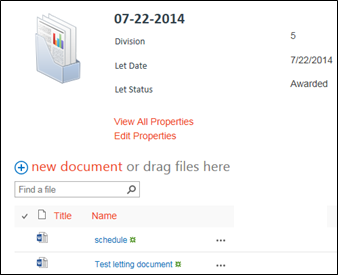 07-22-2014
Division 5
Let Date 7/22/2014
Let Status Awarded
View All Properties
Edit Properties
new document or drag files here
Find a file
Title Name
schedule ...
Test letting document ...